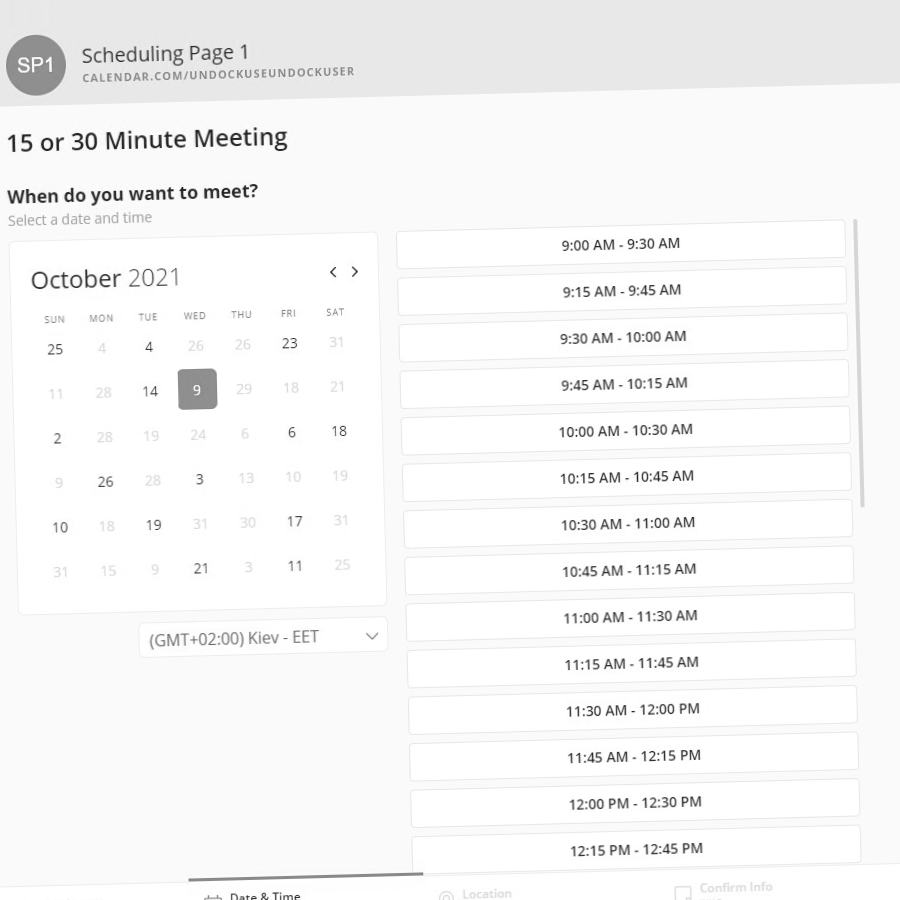 SP1
Scheduling Page 1
CALENDAR.COM/UNDOCKUSEUNDOCKUSER
15 or 30 Minute Meeting
When do you want to meet?
Select a date and time
October 2021
SUN MON TUE WED THU FRI SAT
25 4 4 26 26 23 31
11 28 14 9 29 18 21
2 28 19 24 6 6 18
9 26 28 3 13 10 19
10 18 19 31 30 17 31
31 15 9 21 3 11 25
(GMT+02:00) Kiev - EET
9:00 AM - 9:30 AM
9:15 AM - 9:45 AM
9:30 AM - 10:00 AM
9:45 AM - 10:15 AM
10:00 AM - 10:30 AM
10:15 AM - 10:45 AM
10:30 AM - 11:00 AM
10:45 AM - 11:15 AM
11:00 AM - 11:30 AM
11:15 AM - 11:45 AM
11:30 AM - 12:00 PM
11:45 AM - 12:15 PM
12:00 PM - 12:30 PM
12:15 PM - 12:45 PM
Date & Time
Location
Confirm Info